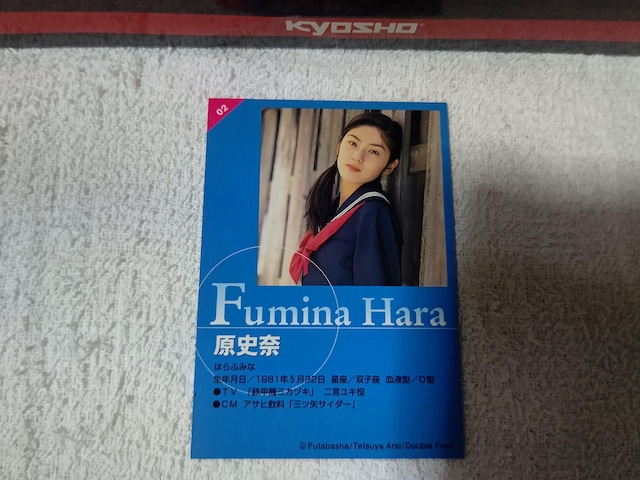 KYOSHO
02
Fumina Hara
原史奈
はらふみな
生年月日／1981年5月22日 星座／双子座 血液型／O型
●TV 「鉄甲機ミカヅキ」 二宮ユキ役
●CM アサヒ飲料「三ツ矢サイダー」
©Futabasha/Tetsuya Arai/Double Face